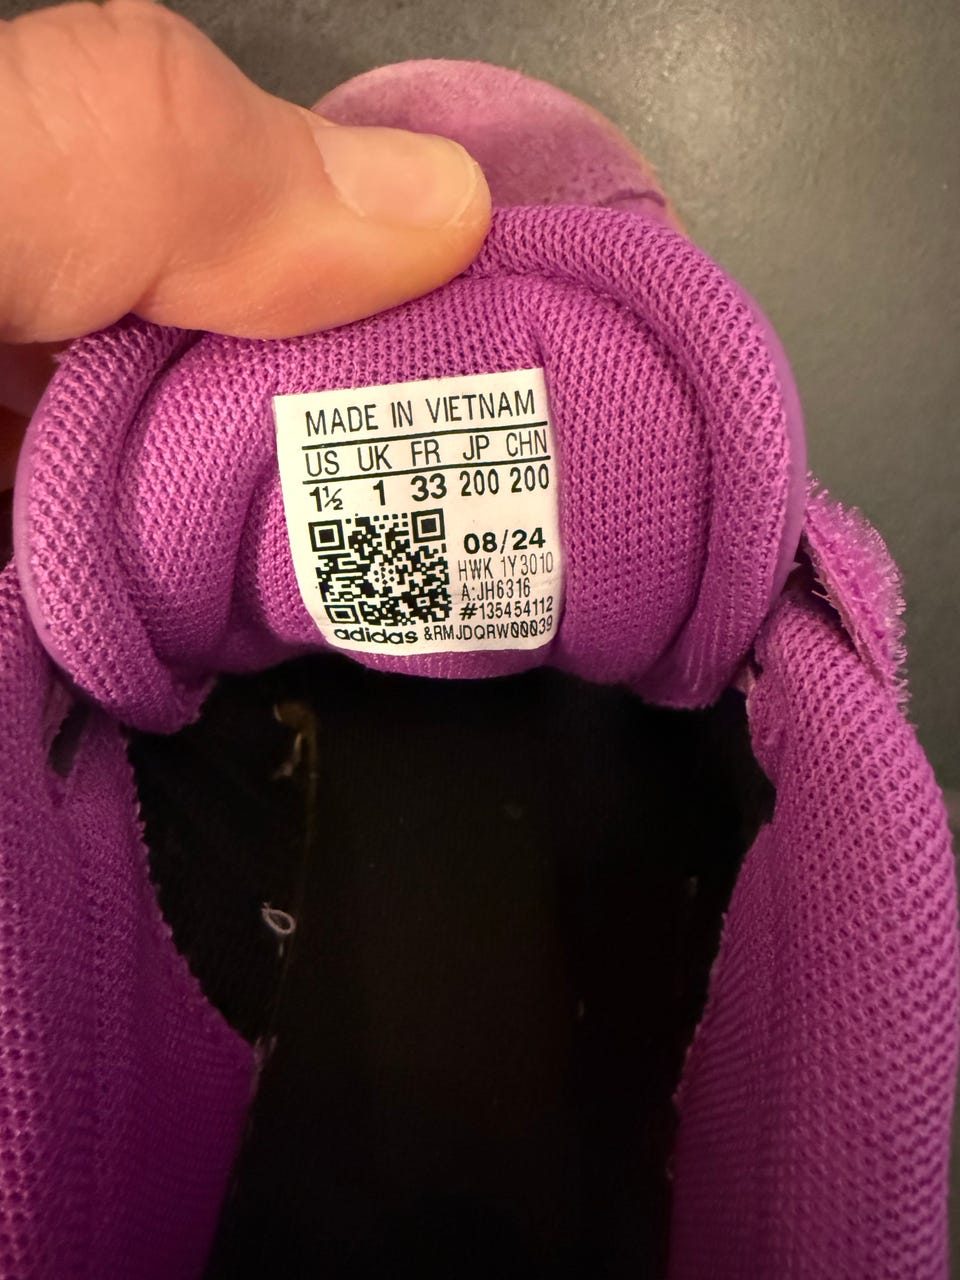 MADE IN VIETNAM
US UK FR JP CHN
1½ 1 33 200 200
08/24
HWK 1Y3010
A:JH6316
#135454112
adidas &RMJDQRW00039